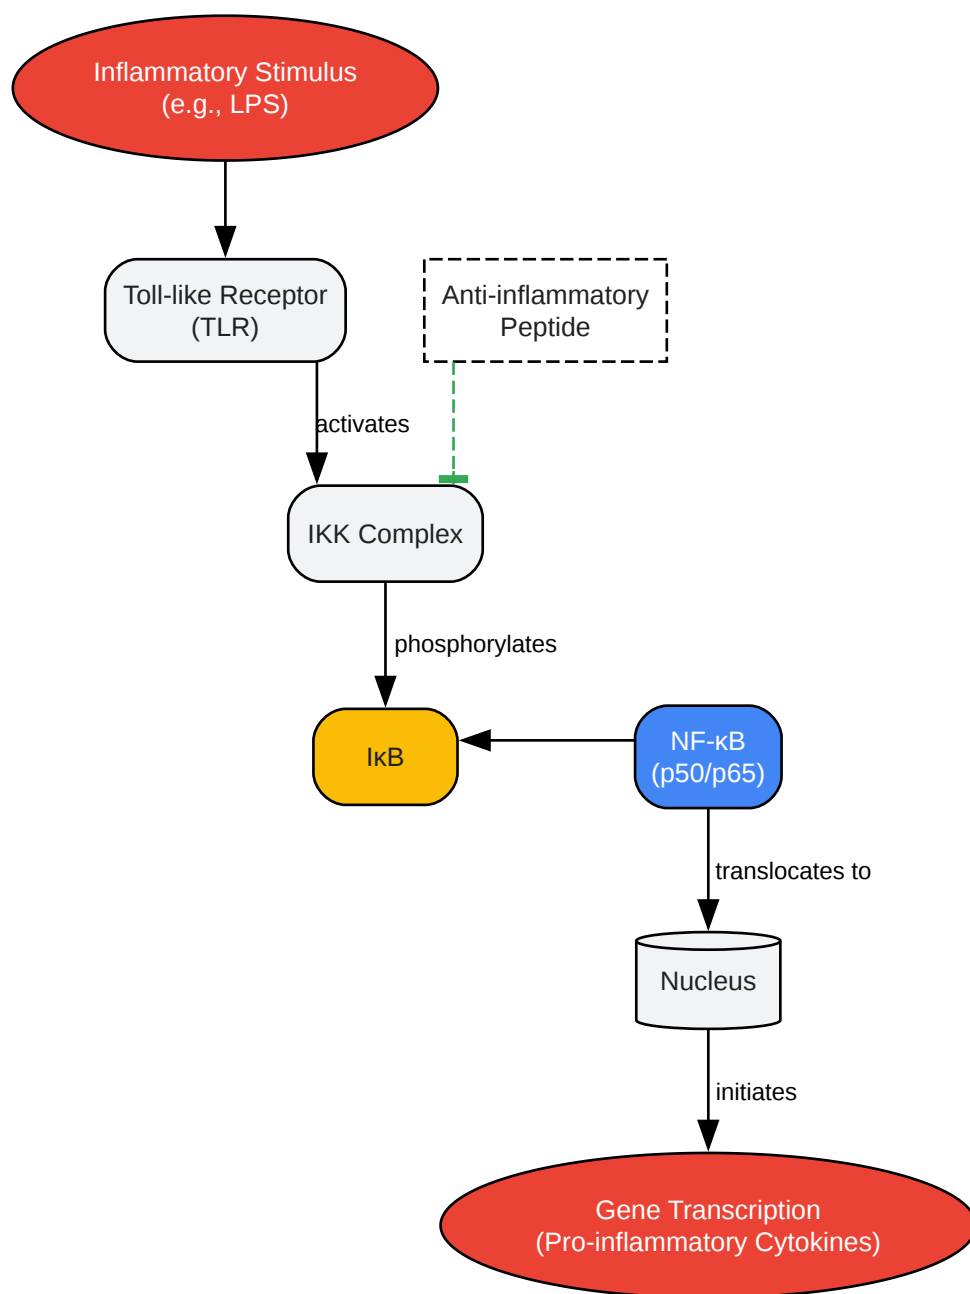 Inflammatory Stimulus
(e.g., LPS)
Toll-like Receptor
(TLR)
Anti-inflammatory
Peptide
activates
IKK Complex
phosphorylates
IκB
NF-κB
(p50/p65)
translocates to
Nucleus
initiates
Gene Transcription
(Pro-inflammatory Cytokines)